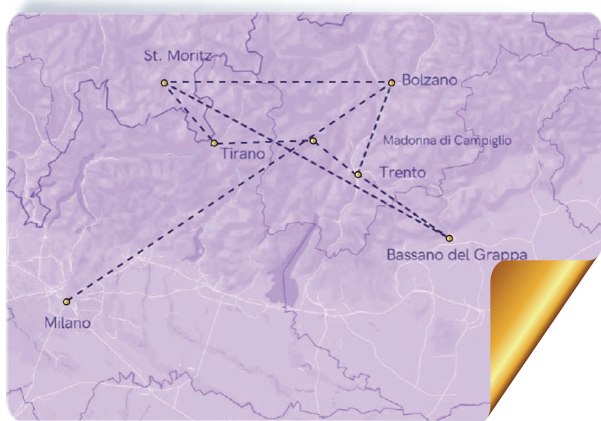 St. Moritz
Bolzano
Madonna di Campiglio
Tirano
Trento
Bassano del Grappa
Milano